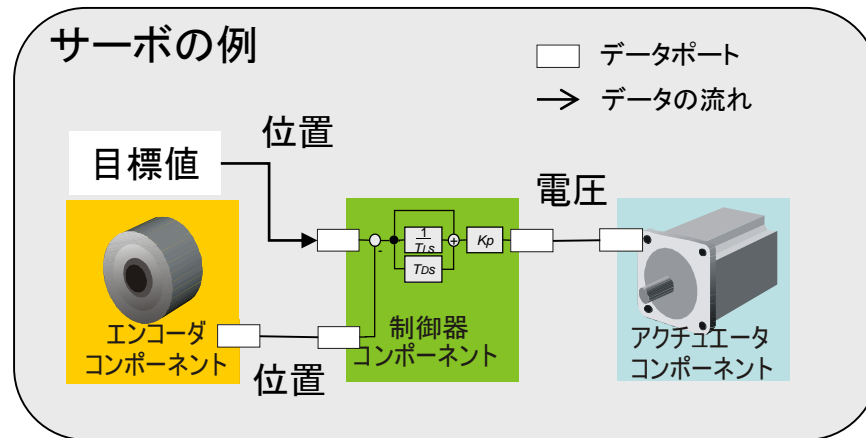 サーボの例
データポート
データの流れ
位置
目標値
電圧
1
TI.S
TDS
+
Kp
-
エンコーダ
コンポーネント
位置
制御器
コンポーネント
アクチュエータ
コンポーネント